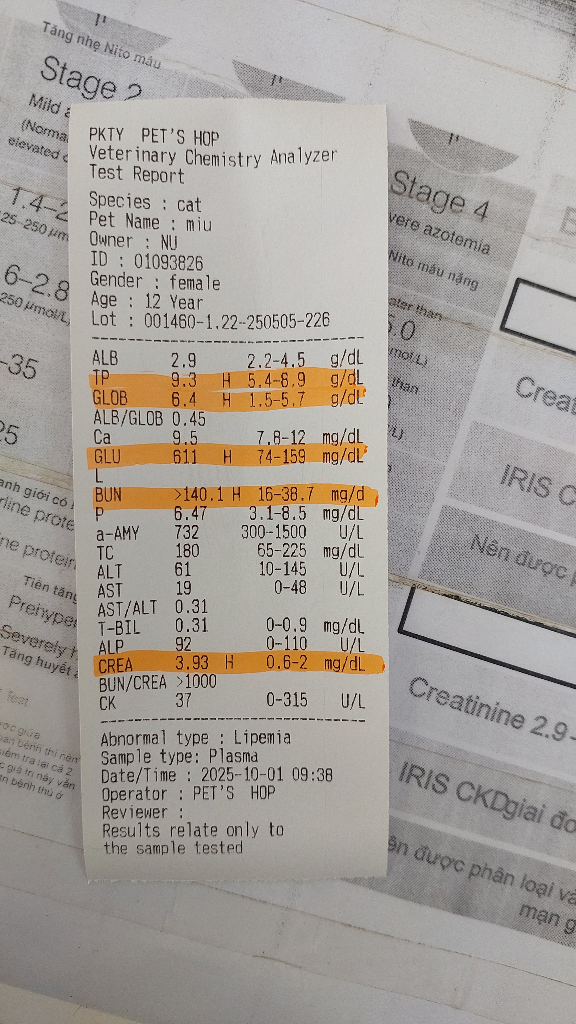 Tăng nhẹ Nito máu
Stage 2
Mild
(Norma
elevated
1.4-2
25-250 µm
6-2.8
250 µmol/L
-35
25
anh giới có
rline prote
ne protein
Tiền tăng
Prehype
Severely h
Tăng huyết
PKTY PET'S HOP
Veterinary Chemistry Analyzer
Test Report
Species : cat
Pet Name : miu
Owner : NU
ID : 01093826
Gender : female
Age : 12 Year
Lot : 001460-1.22-250505-226
ALB 2.9 2.2-4.5 g/dL
TP 9.3 H 5.4-8.9 g/dL
GLOB 6.4 H 1.5-5.7 g/dL
ALB/GLOB 0.45
Ca 9.5 7.8-12 mg/dL
GLU 611 H 74-159 mg/dL
L
BUN >140.1 H 16-38.7 mg/d
P 6.47 3.1-8.5 mg/dL
a-AMY 732 300-1500 U/L
TC 180 65-225 mg/dL
ALT 61 10-145 U/L
AST 19 0-48 U/L
AST/ALT 0.31
T-BIL 0.31 0-0.9 mg/dL
ALP 92 0-110 U/L
CREA 3.93 H 0.6-2 mg/dL
BUN/CREA >1000
CK 37 0-315 U/L
Abnormal type : Lipemia
Sample type: Plasma
Date/Time : 2025-10-01 09:38
Operator : PET'S HOP
Reviewer :
Results relate only to
the sample tested
Stage 4
vere azotemia
Nito máu nặng
ater than
5.0
mol/L)
than
L)
Creat
IRIS C
Nên được p
Creatinine 2.9-
IRIS CKDgiai đo
ên được phân loại và
mạn g